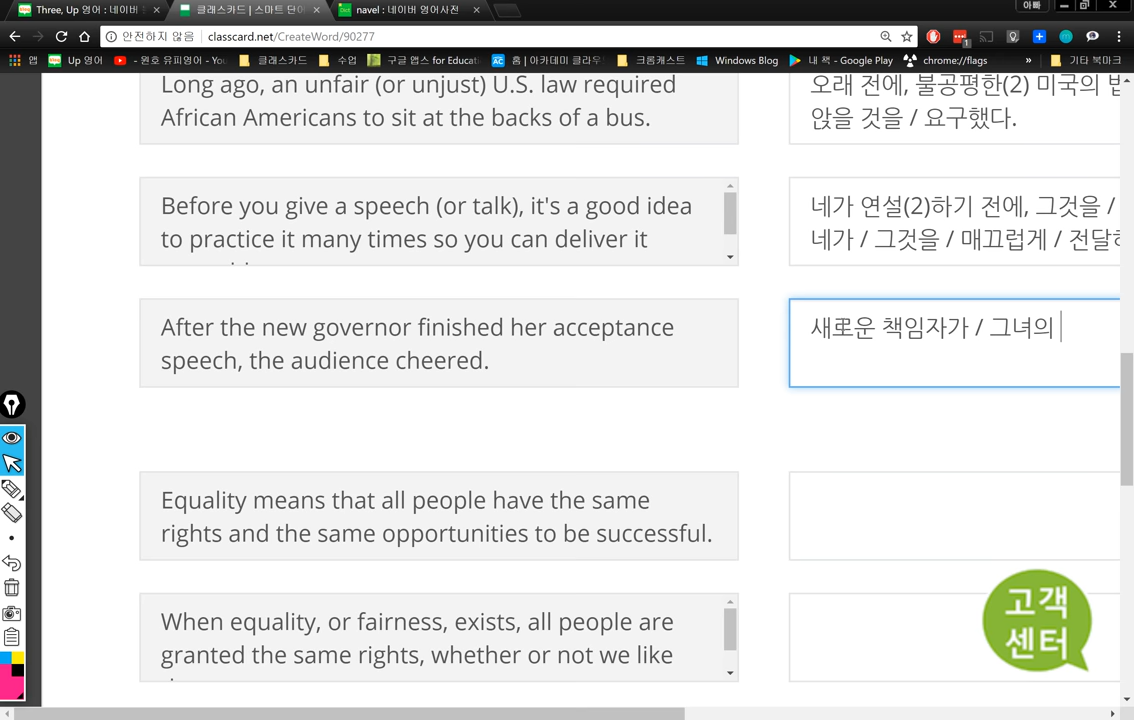 Three, Up 영어 : 네이버
클래스카드 | 스마트 단어
navel : 네이버 영어사전
아빠
안전하지 않음
classcard.net/CreateWord/90277
앱
Up 영어
- 원호 유피영어 - You
클래스카드
수업
구글 앱스 for Educati
홈 | 아카데미 클라우
크롬캐스트
Windows Blog
내 책 - Google Play
chrome://flags
»
기타 북마크
Long ago, an unfair (or unjust) U.S. law required
African Americans to sit at the backs of a bus.
오래 전에, 불공평한(2) 미국의 법
앉을 것을 / 요구했다.
Before you give a speech (or talk), it's a good idea
to practice it many times so you can deliver it
네가 연설(2)하기 전에, 그것을 /
네가 / 그것을 / 매끄럽게 / 전달하
After the new governor finished her acceptance
speech, the audience cheered.
새로운 책임자가 / 그녀의
Equality means that all people have the same
rights and the same opportunities to be successful.
When equality, or fairness, exists, all people are
granted the same rights, whether or not we like
고객
센터